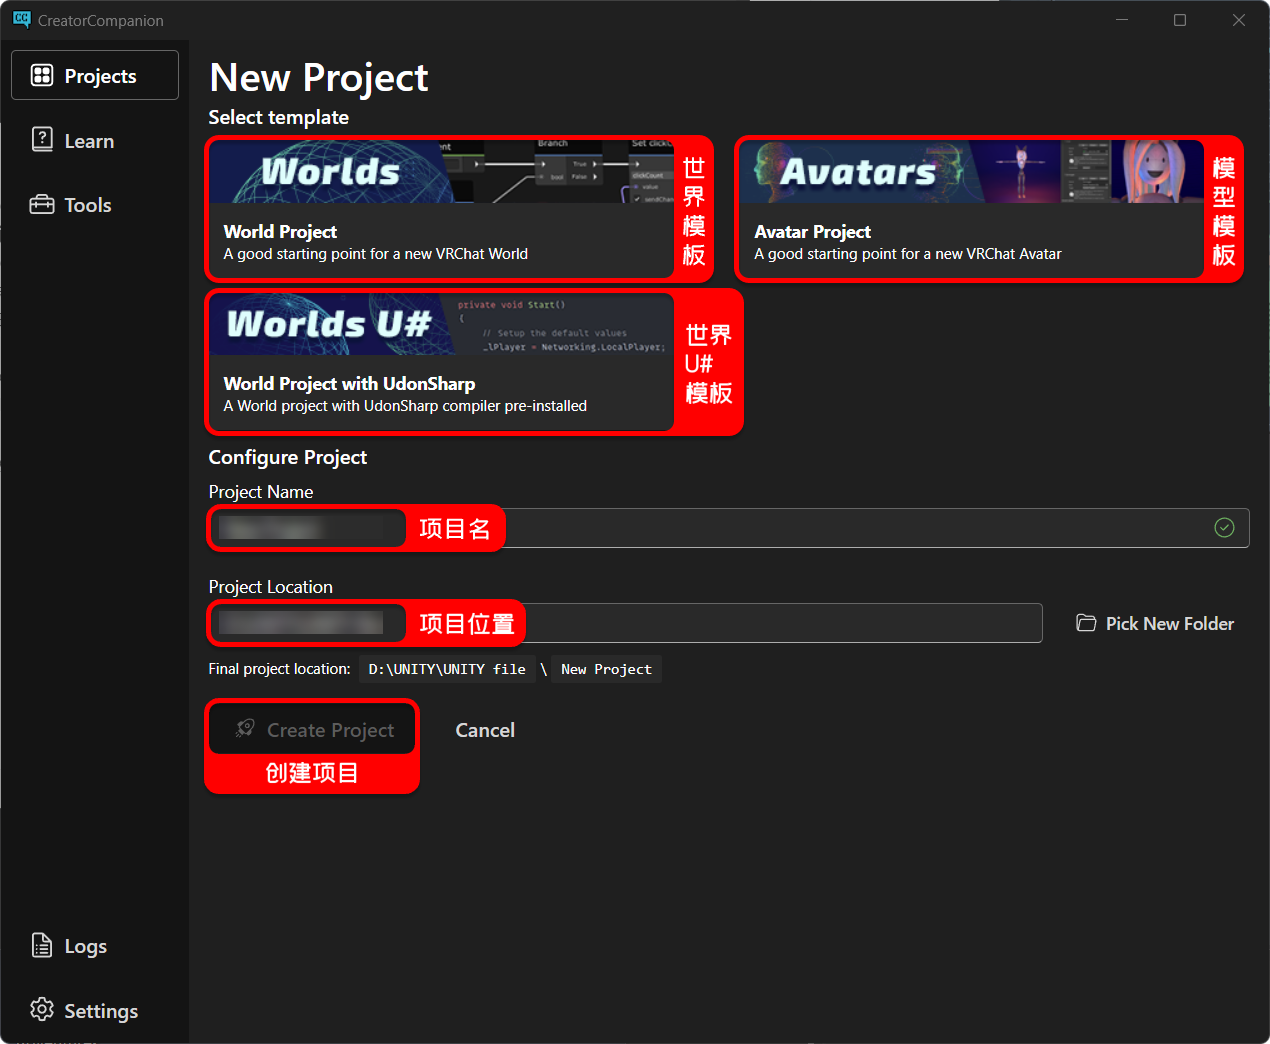 CreatorCompanion
Projects
Learn
Tools
Logs
Settings
New Project
Select template
Worlds
Branch
True
bool False
Set clickC
clickCount
value
sendChan
World Project
A good starting point for a new VRChat World
世界模板
Avatars
Avatar Project
A good starting point for a new VRChat Avatar
模型模板
Worlds U#
private void Start()
{
// Setup the default values
_lPlayer = Networking.LocalPlayer;
World Project with UdonSharp
A World project with UdonSharp compiler pre-installed
世界
U#
模板
Configure Project
Project Name
项目名
Project Location
项目位置
Pick New Folder
Final project location: D:\UNITY\UNITY file \ New Project
Create Project
Cancel
创建项目